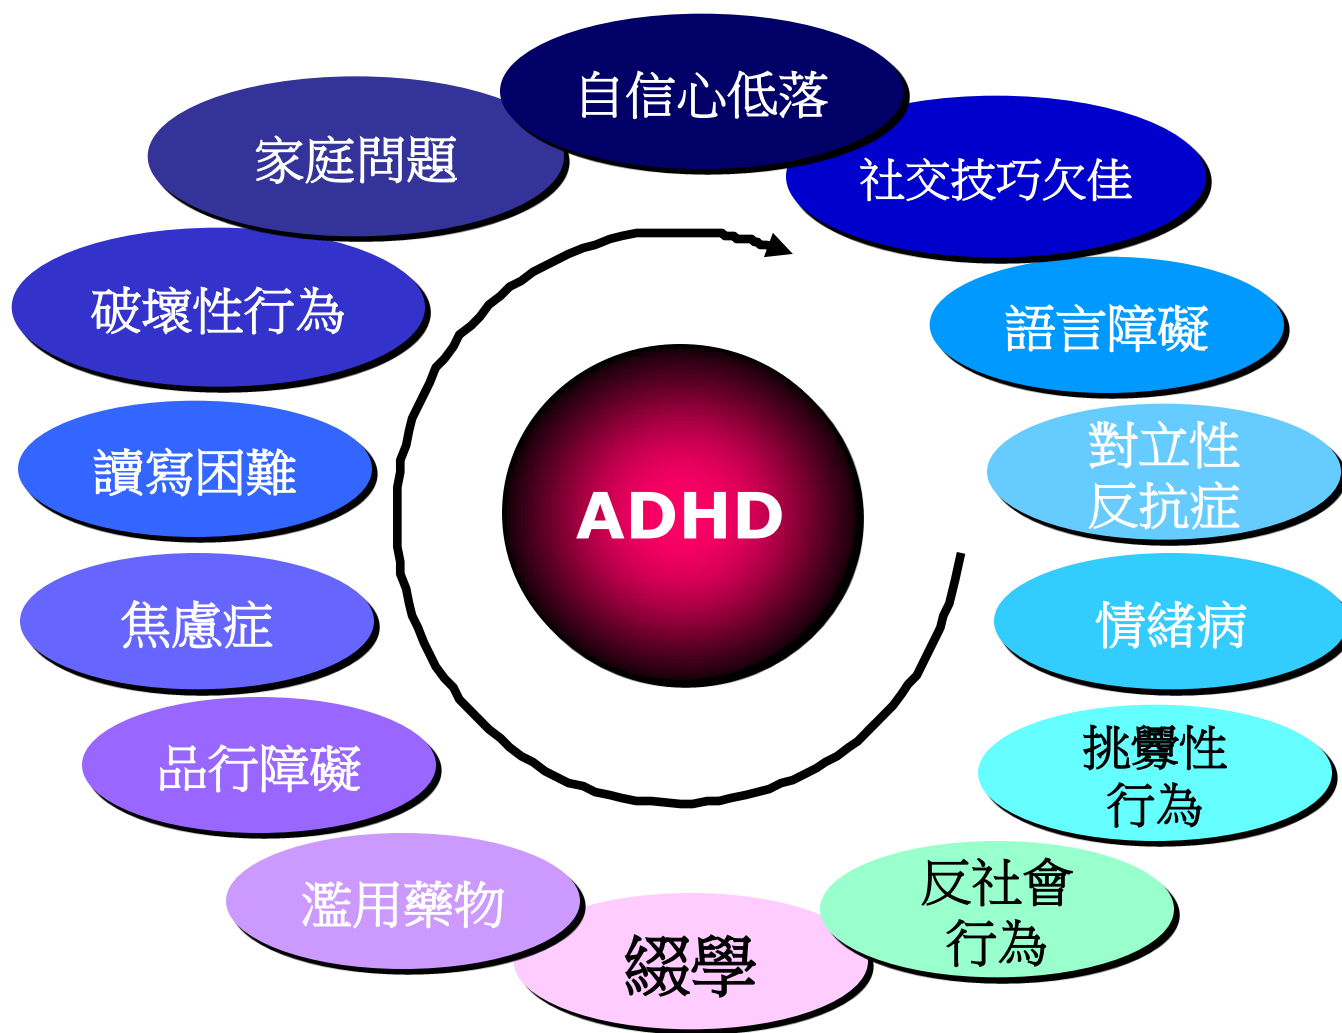 自信心低落
家庭問題
社交技巧欠佳
破壞性行為
語言障礙
對立性
反抗症
讀寫困難
ADHD
焦慮症
情緒病
挑釁性
行為
品行障礙
反社會
行為
濫用藥物
綴學